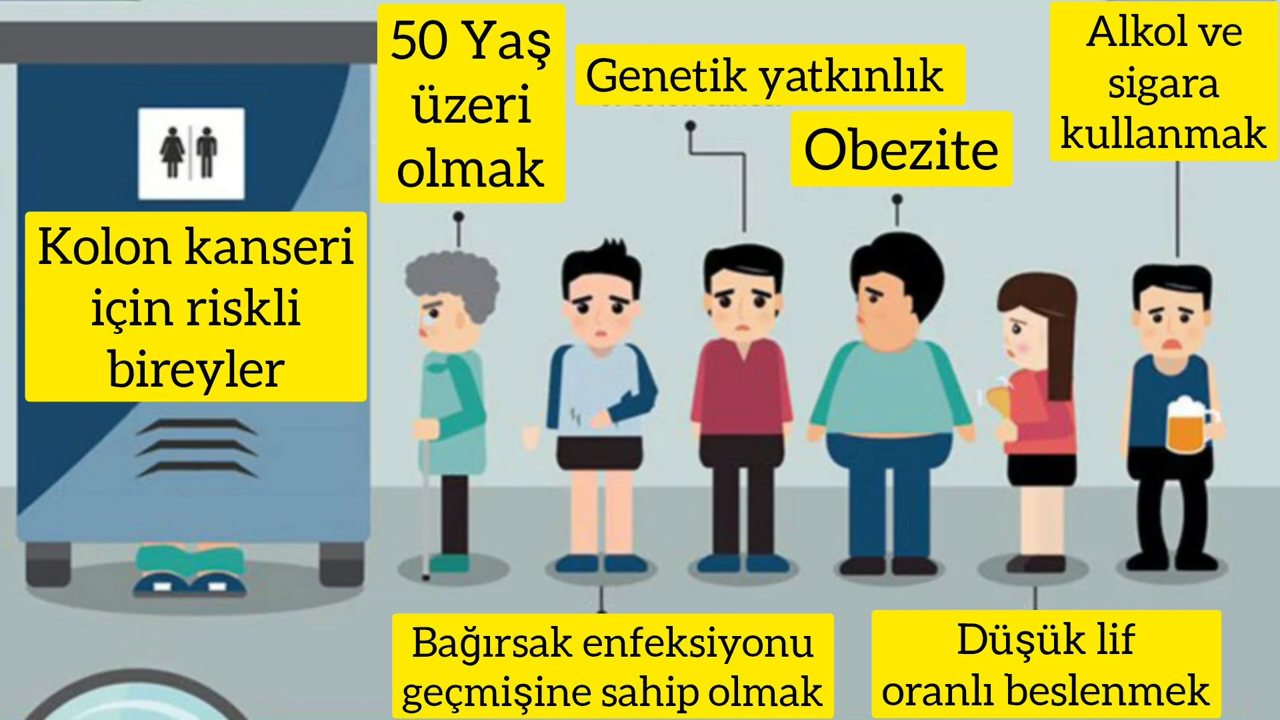 Kolon kanseri
için riskli
bireyler
50 Yaş
üzeri
olmak
Genetik yatkınlık
Obezite
Alkol ve
sigara
kullanmak
Bağırsak enfeksiyonu
geçmişine sahip olmak
Düşük lif
oranlı beslenmek